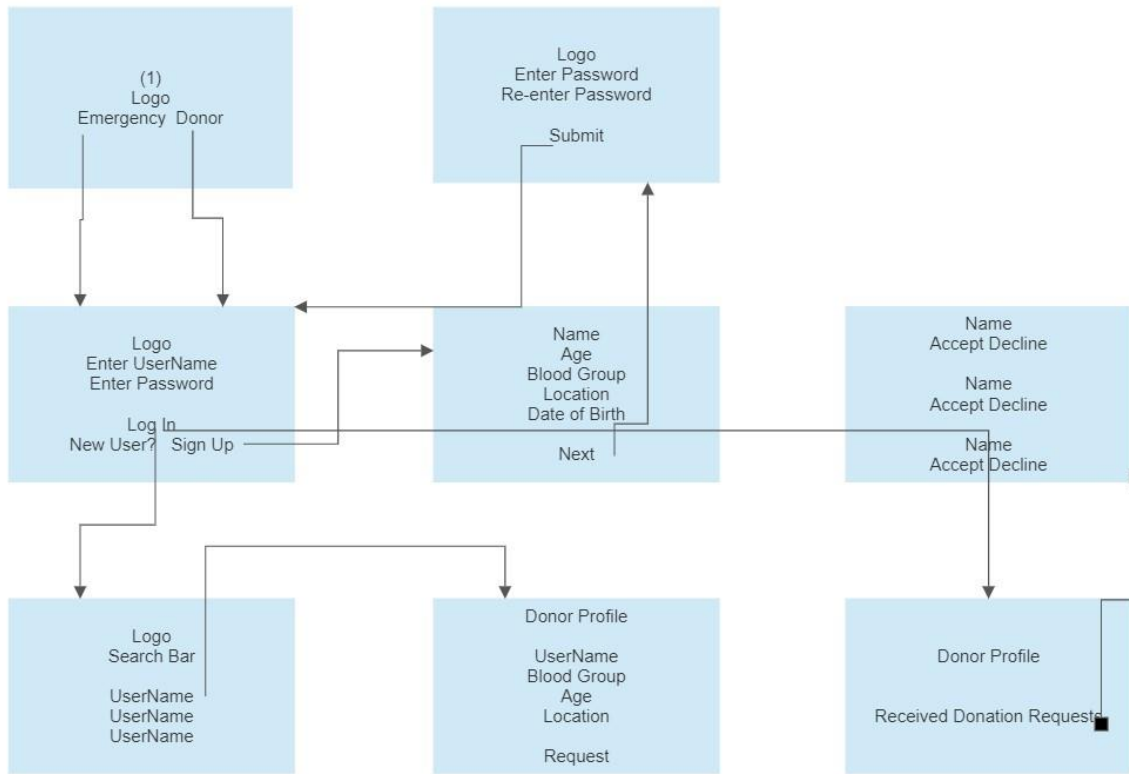 (1)
Logo
Emergency Donor
Logo
Enter Password
Re-enter Password
Submit
Logo
Enter UserName
Enter Password
Log In
New User? Sign Up
Name
Age
Blood Group
Location
Date of Birth
Next
Name
Accept Decline
Name
Accept Decline
Name
Accept Decline
Logo
Search Bar
UserName
UserName
UserName
Donor Profile
UserName
Blood Group
Age
Location
Request
Donor Profile
Received Donation Requests